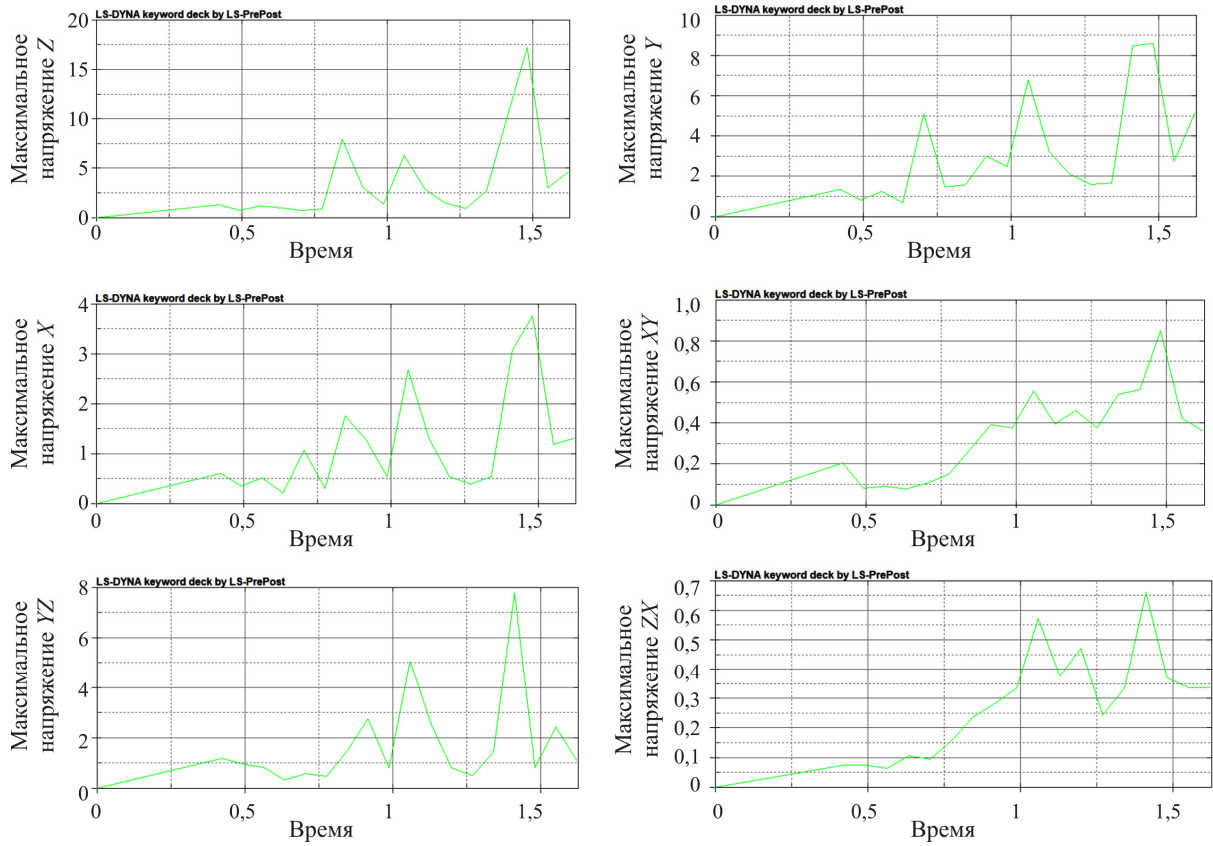 LS-DYNA keyword deck by LS-PrePost
Максимальное
напряжение Z
20
15
10
5
0
0
0,5
1
1,5
Время
LS-DYNA keyword deck by LS-PrePost
Максимальное
напряжение Y
10
8
6
4
2
0
0
0,5
1
1,5
Время
LS-DYNA keyword deck by LS-PrePost
Максимальное
напряжение X
4
3
2
1
0
0
0,5
1
1,5
Время
LS-DYNA keyword deck by LS-PrePost
Максимальное
напряжение XY
1,0
0,8
0,6
0,4
0,2
0
0
0,5
1
1,5
Время
LS-DYNA keyword deck by LS-PrePost
Максимальное
напряжение YZ
8
6
4
2
0
0
0,5
1
1,5
Время
LS-DYNA keyword deck by LS-PrePost
Максимальное
напряжение ZX
0,7
0,6
0,5
0,4
0,3
0,2
0,1
0
0
0,5
1
1,5
Время